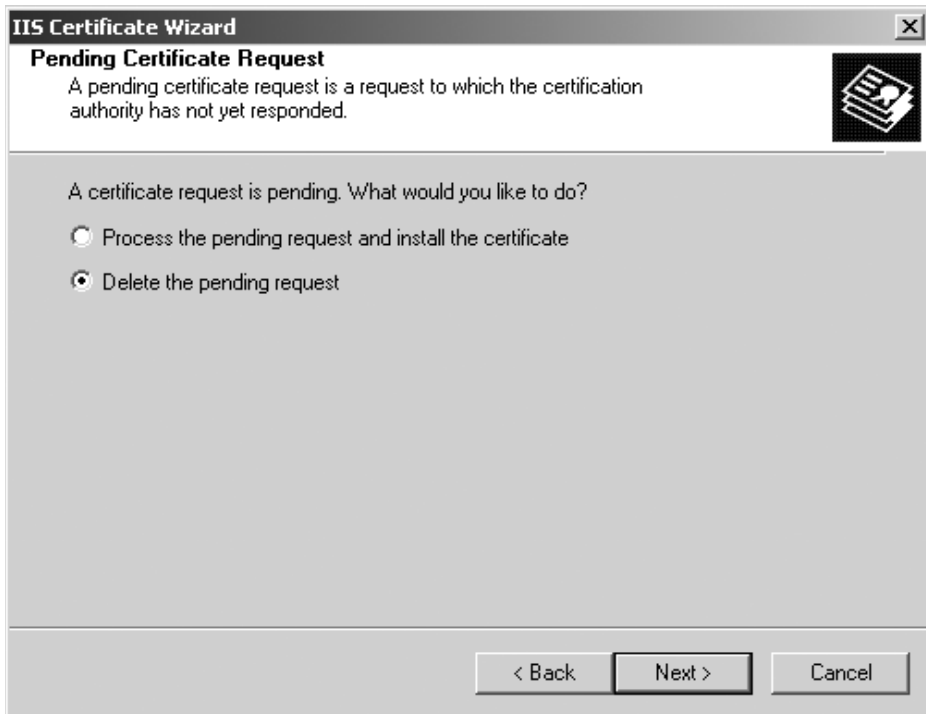 IIS Certificate Wizard
Pending Certificate Request
A pending certificate request is a request to which the certification
authority has not yet responded.
A certificate request is pending. What would you like to do?
Process the pending request and install the certificate
Delete the pending request
< Back Next > Cancel